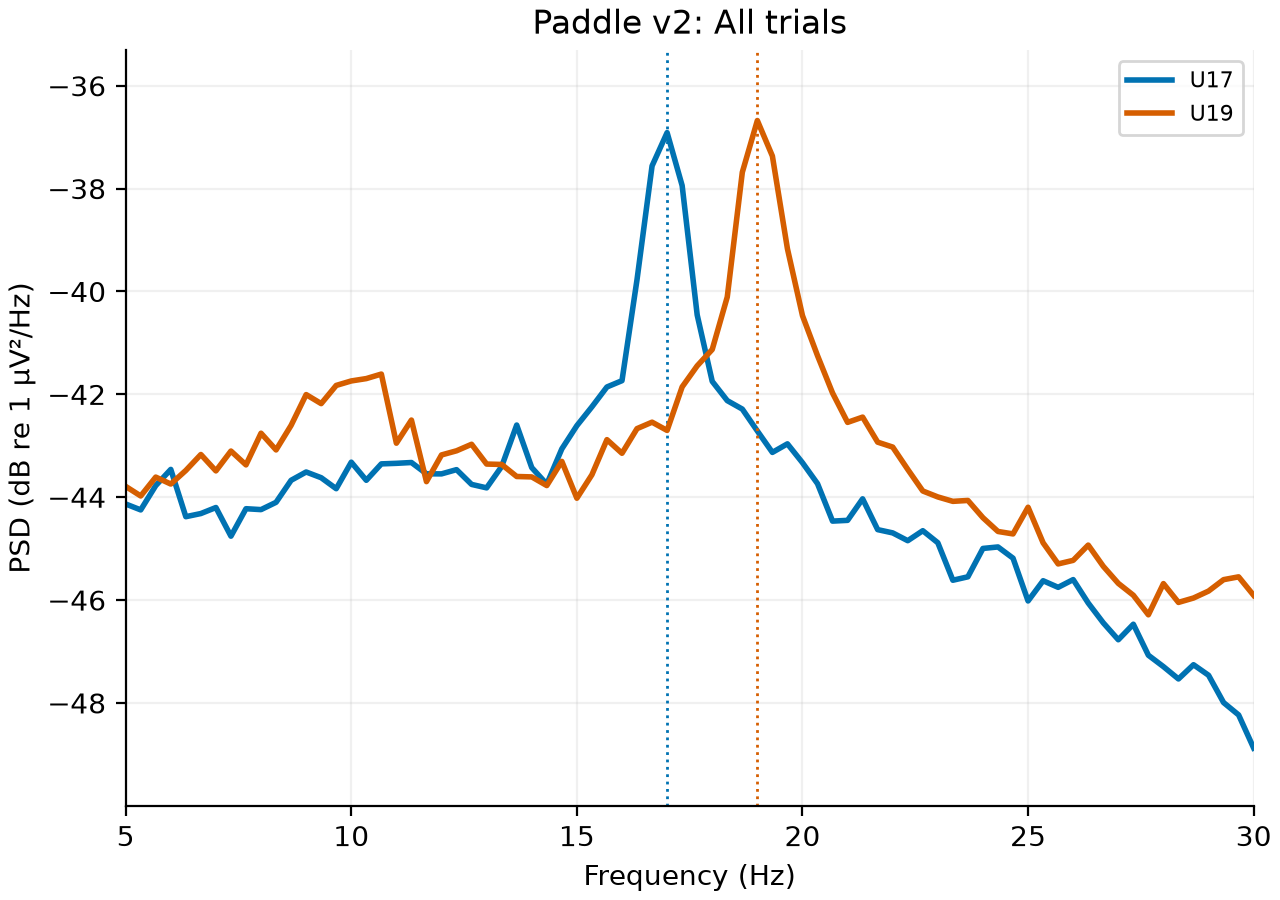 Paddle v2: All trials
U17
U19
PSD (dB re 1 µV²/Hz)
−36
−38
−40
−42
−44
−46
−48
5 10 15 20 25 30
Frequency (Hz)